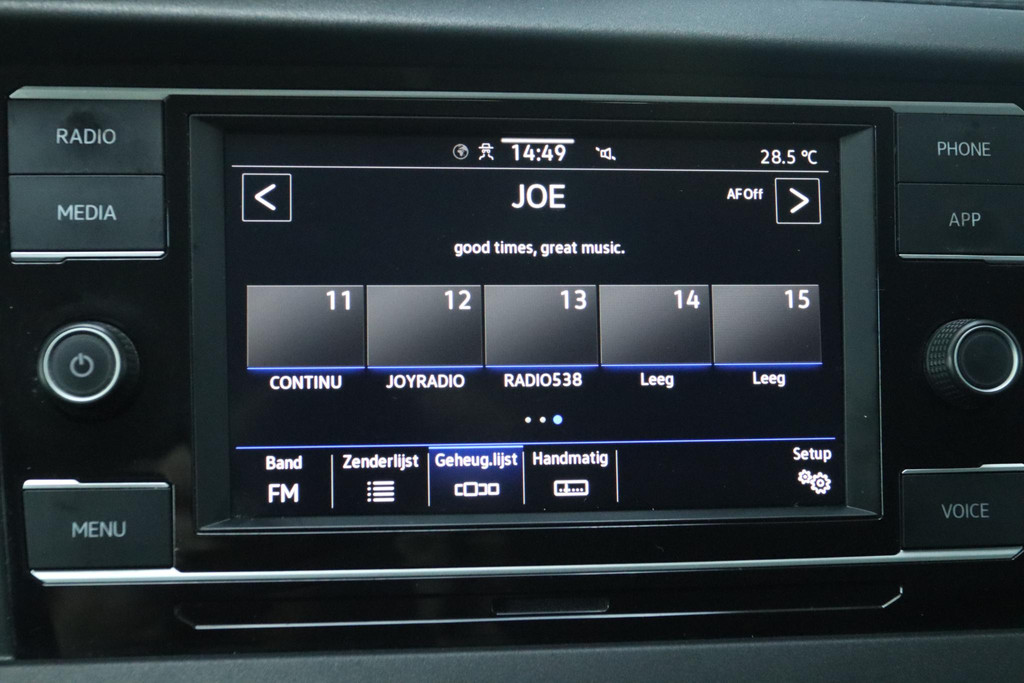 RADIO
MEDIA
MENU
14:49
28.5 °C
<
JOE
AF Off
>
good times, great music.
11
12
13
14
15
CONTINU
JOYRADIO
RADIO538
Leeg
Leeg
Band
FM
Zenderlijst
Geheug.lijst
Handmatig
Setup
PHONE
APP
VOICE